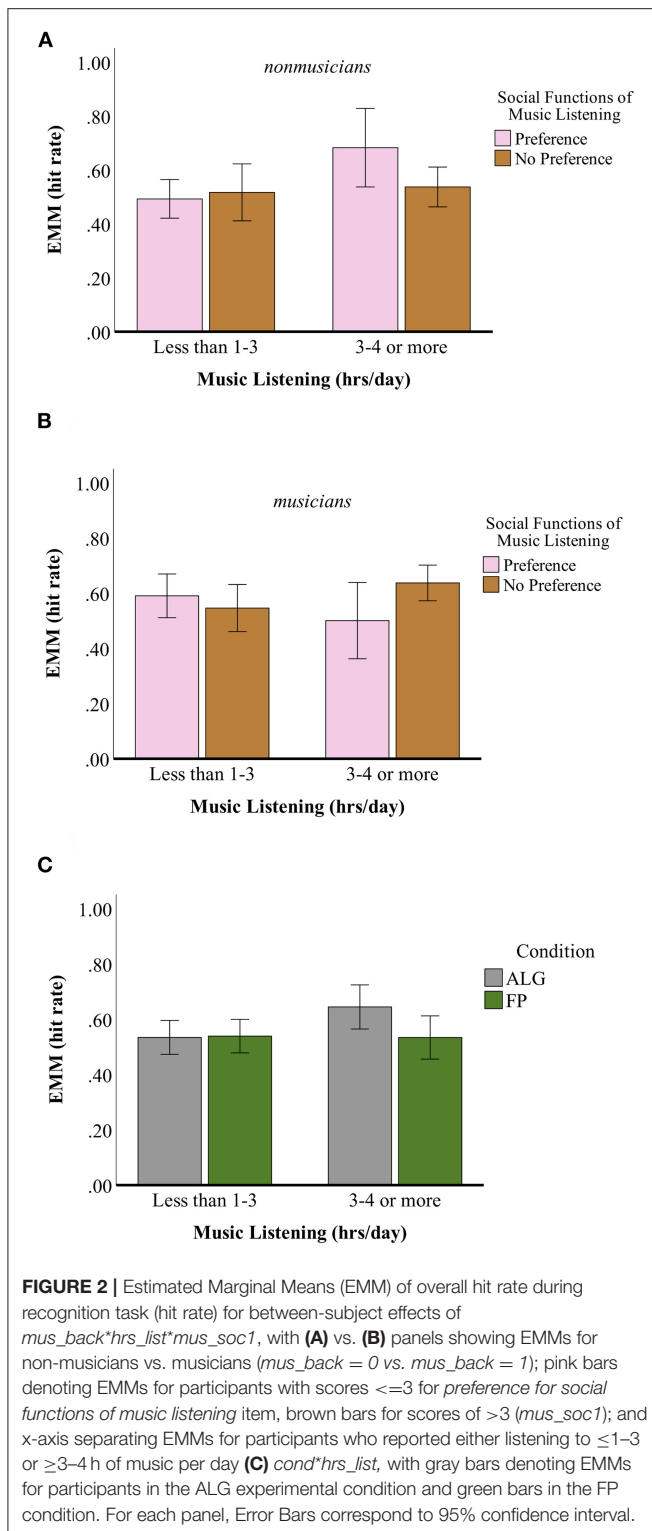 A
nonmusicians
1.00
.80
.60
.40
.20
.00
EMM (hit rate)
Social Functions of
Music Listening
Preference
No Preference
Less than 1-3
3-4 or more
Music Listening (hrs/day)
B
musicians
1.00
.80
.60
.40
.20
.00
EMM (hit rate)
Social Functions of
Music Listening
Preference
No Preference
Less than 1-3
3-4 or more
Music Listening (hrs/day)
C
1.00
.80
.60
.40
.20
.00
EMM (hit rate)
Condition
ALG
FP
Less than 1-3
3-4 or more
Music Listening (hrs/day)
FIGURE 2 | Estimated Marginal Means (EMM) of overall hit rate during
recognition task (hit rate) for between-subject effects of
mus_back*hrs_list*mus_soc1, with (A) vs. (B) panels showing EMMs for
non-musicians vs. musicians (mus_back = 0 vs. mus_back = 1); pink bars
denoting EMMs for participants with scores <=3 for preference for social
functions of music listening item, brown bars for scores of >3 (mus_soc1); and
x-axis separating EMMs for participants who reported either listening to ≤1–3
or ≥3–4 h of music per day (C) cond*hrs_list, with gray bars denoting EMMs
for participants in the ALG experimental condition and green bars in the FP
condition. For each panel, Error Bars correspond to 95% confidence interval.